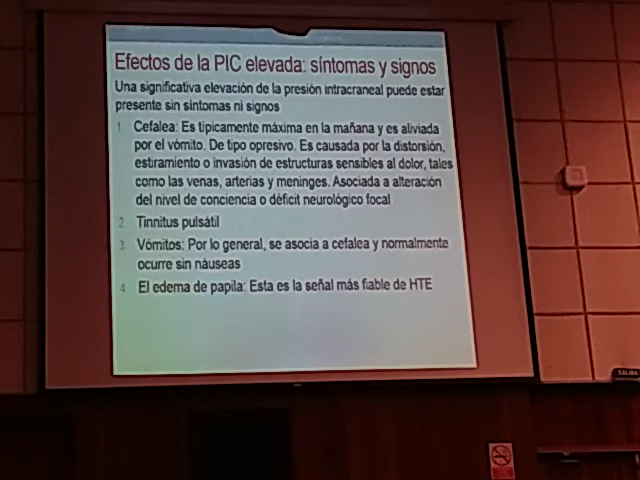 Efectos de la PIC elevada: síntomas y signos
Una significativa elevación de la presión intracraneal puede estar
presente sin síntomas ni signos
1 Cefalea: Es típicamente máxima en la mañana y es aliviada
por el vómito. De tipo opresivo. Es causada por la distorsión,
estiramiento o invasión de estructuras sensibles al dolor, tales
como las venas, arterias y meninges. Asociada a alteración
del nivel de conciencia o déficit neurológico focal
2 Tinnitus pulsátil
3 Vómitos: Por lo general, se asocia a cefalea y normalmente
ocurre sin náuseas
4 El edema de papila: Esta es la señal más fiable de HTE
SALIDA